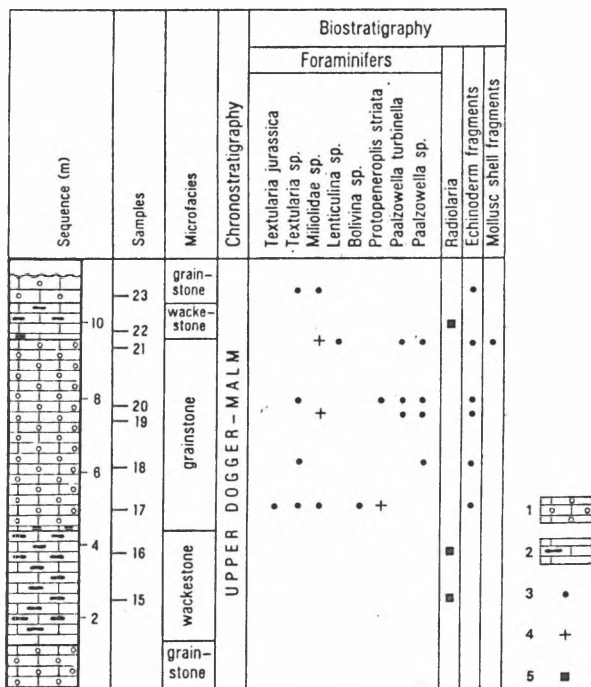 Biostratigraphy
Foraminifers
Sequence (m)
Samples
Microfacies
Chronostratigraphy
Textularia jurassica
Textularia sp.
Miliolidae sp.
Lenticulina sp.
Bolivina sp.
Protopeneroplis striata
Paalzowella turbinella
Paalzowella sp.
Radiolaria
Echinoderm fragments
Mollusc shell fragments
grain-
stone
23
wacke-
stone
10
22
21
8
20
19
grainstone
18
6
17
UPPER DOGGER–MALM
4
16
wackestone
15
2
grain-
stone
1
2
3
4
5